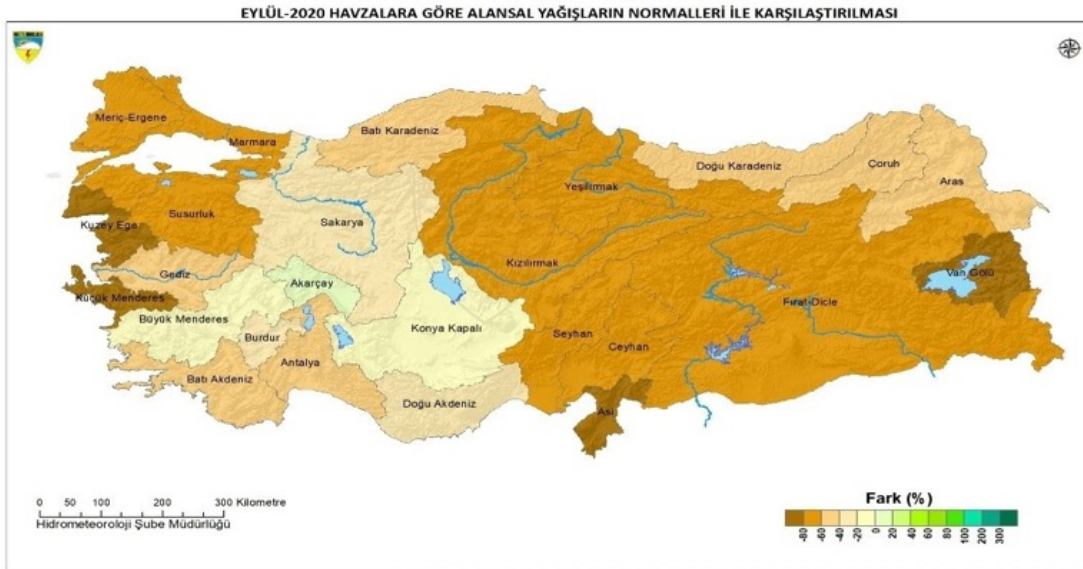 EYLÜL-2020 HAVZALARA GÖRE ALANSAL YAĞIŞLARIN NORMALLERİ İLE KARŞILAŞTIRILMASI
Meriç-Ergene
Marmara
Batı Karadeniz
Doğu Karadeniz
Çoruh
Aras
Yeşilırmak
Susurluk
Kuzey Ege
Sakarya
Kızılırmak
Van Gölü
Gediz
Akarçay
Küçük Menderes
Fırat-Dicle
Büyük Menderes
Konya Kapalı
Burdur
Seyhan
Ceyhan
Antalya
Batı Akdeniz
Doğu Akdeniz
Asi
0 50 100 200 300 Kilometre
Hidrometeoroloji Şube Müdürlüğü
Fark (%)
-80 -60 -40 -20 0 20 40 60 80 100 200 300